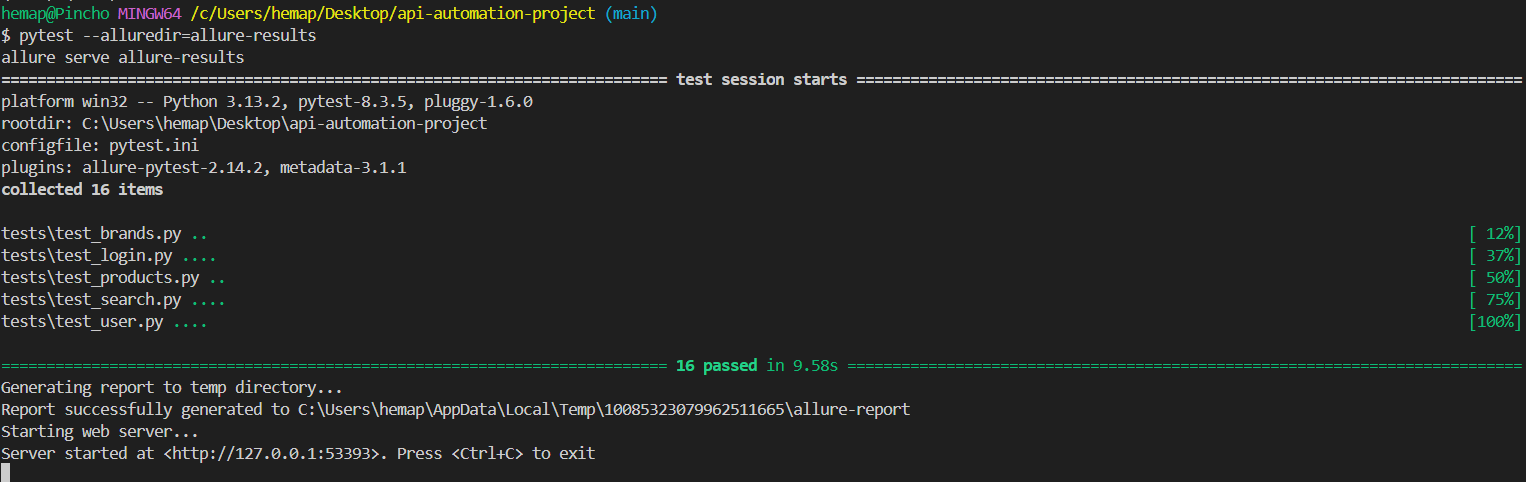 hemap@Pincho MINGW64 /c/Users/hemap/Desktop/api-automation-project (main)
$ pytest --alluredir=allure-results
allure serve allure-results
========================================================================== test session starts ==========================================================================
platform win32 -- Python 3.13.2, pytest-8.3.5, pluggy-1.6.0
rootdir: C:\Users\hemap\Desktop\api-automation-project
configfile: pytest.ini
plugins: allure-pytest-2.14.2, metadata-3.1.1
collected 16 items
tests\test_brands.py .. [ 12%]
tests\test_login.py .... [ 37%]
tests\test_products.py .. [ 50%]
tests\test_search.py .... [ 75%]
tests\test_user.py .... [100%]
========================================================================== 16 passed in 9.58s ===========================================================================
Generating report to temp directory...
Report successfully generated to C:\Users\hemap\AppData\Local\Temp\10085323079962511665\allure-report
Starting web server...
Server started at <http://127.0.0.1:53393>. Press <Ctrl+C> to exit